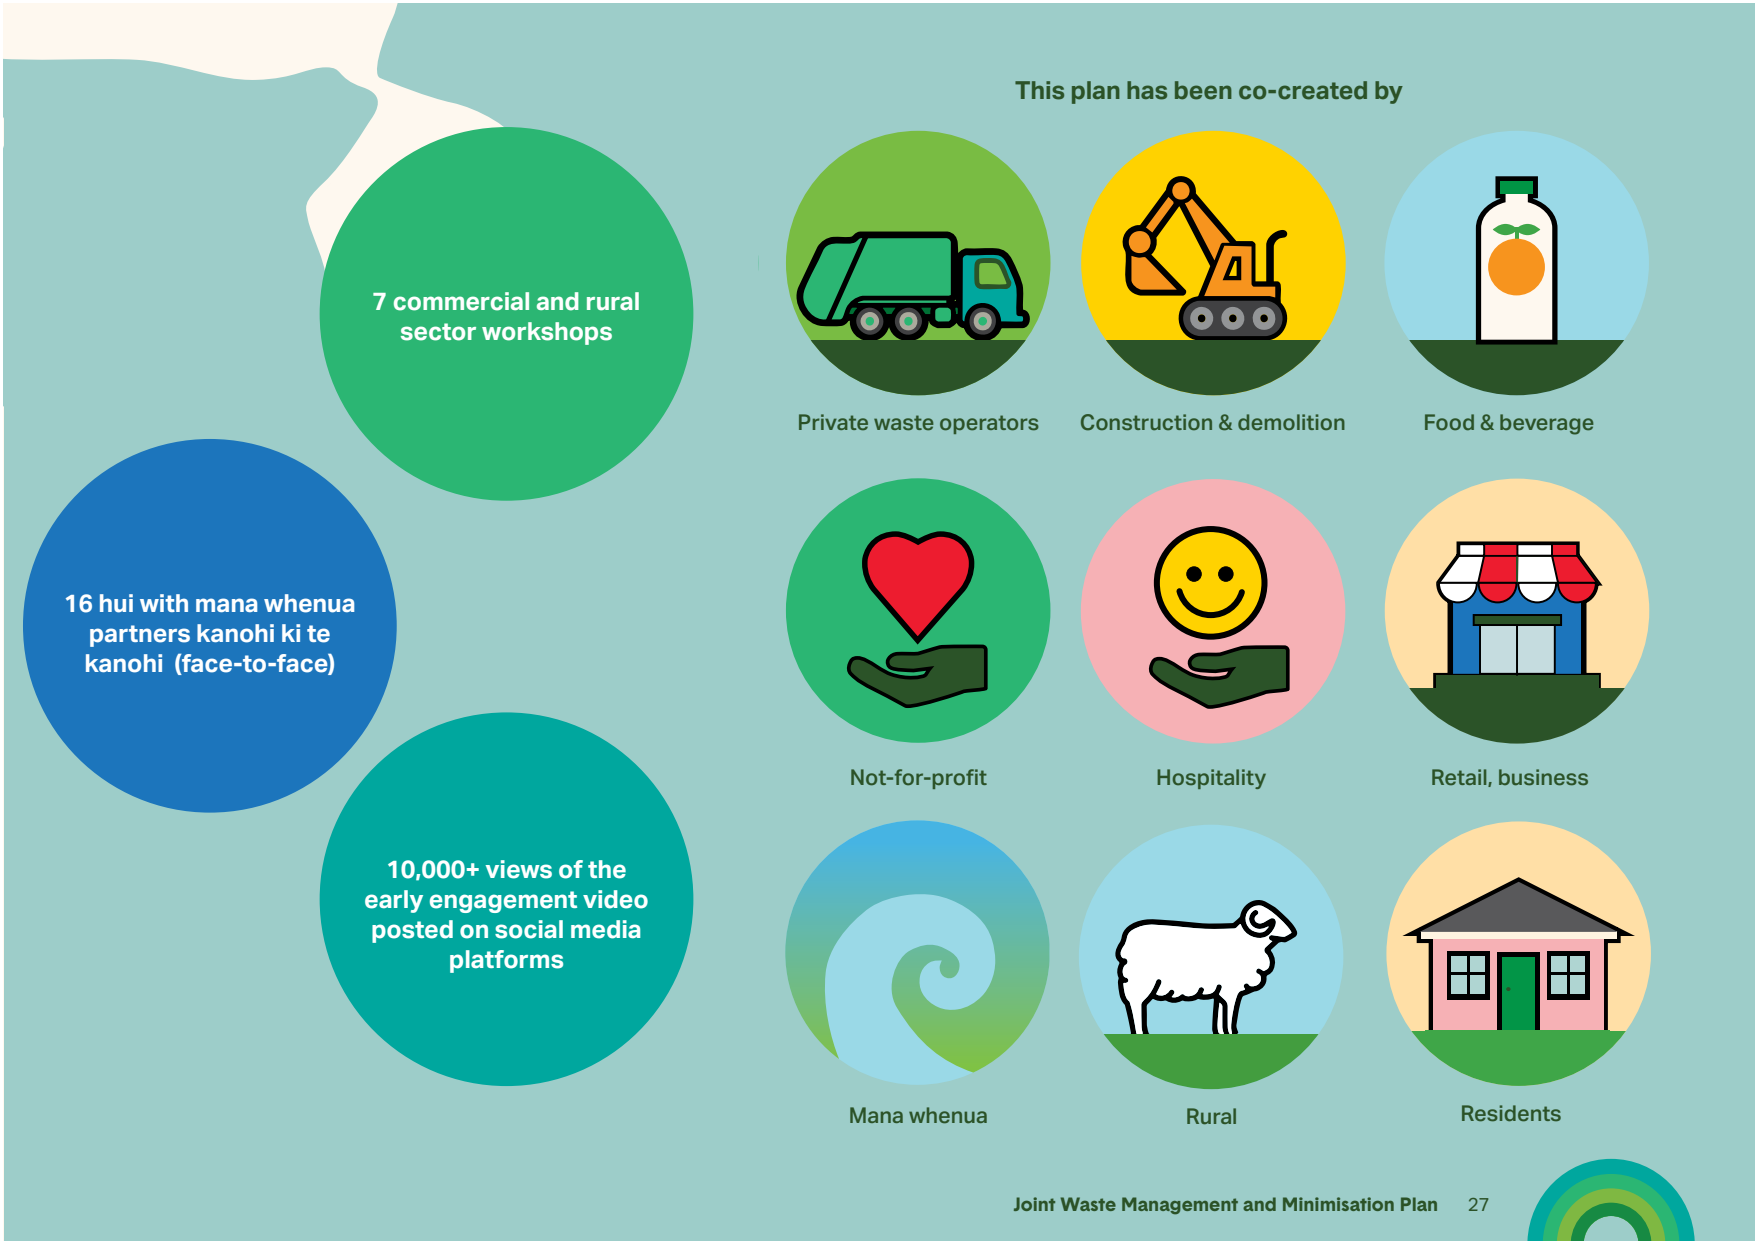 7 commercial and rural
sector workshops
16 hui with mana whenua
partners kanohi ki te
kanohi (face-to-face)
10,000+ views of the
early engagement video
posted on social media
platforms
This plan has been co-created by
Private waste operators
Construction & demolition
Food & beverage
Not-for-profit
Hospitality
Retail, business
Mana whenua
Rural
Residents
Joint Waste Management and Minimisation Plan 27